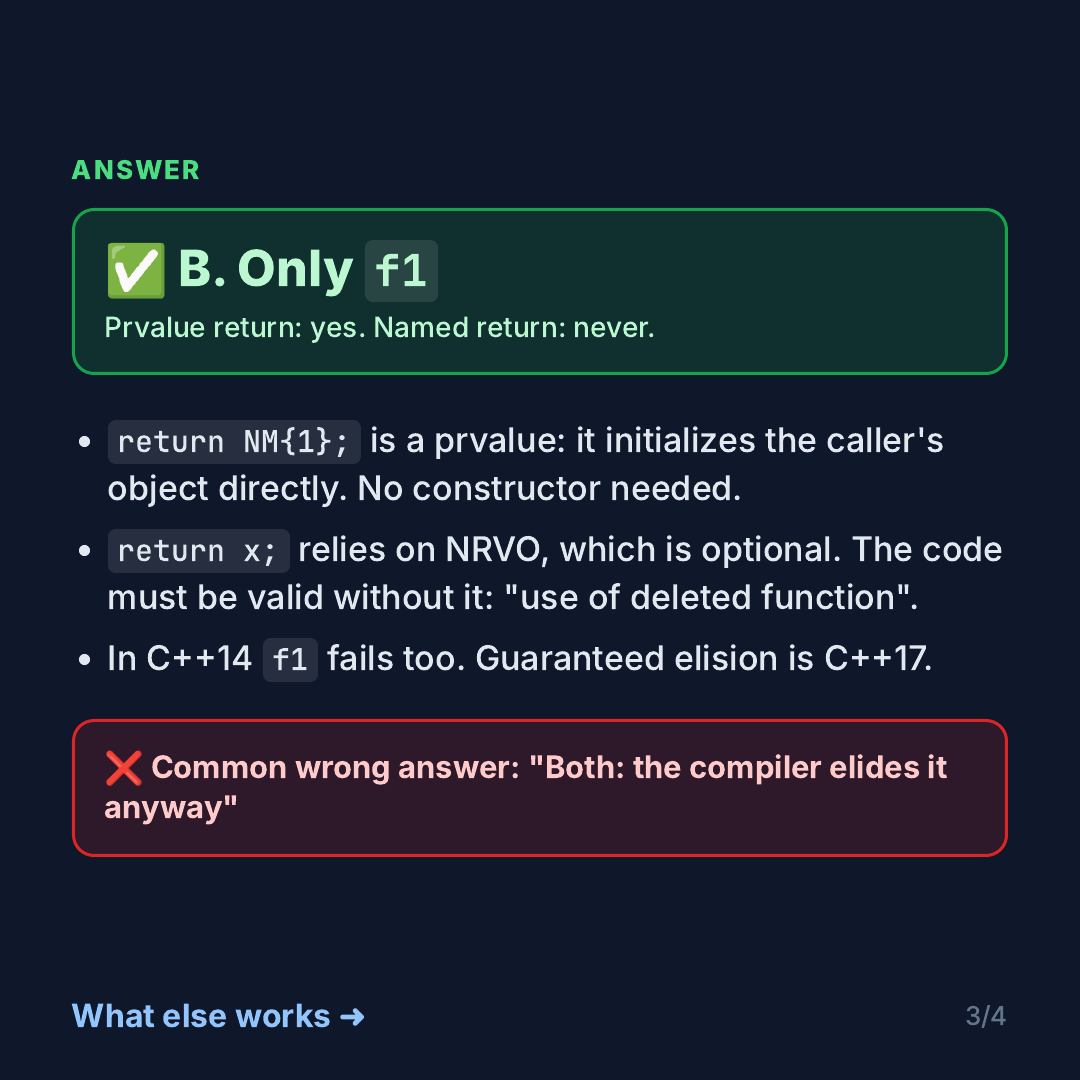 ANSWER
✅ B. Only f1
Prvalue return: yes. Named return: never.
• return NM{1}; is a prvalue: it initializes the caller's
object directly. No constructor needed.
• return x; relies on NRVO, which is optional. The code
must be valid without it: "use of deleted function".
• In C++14 f1 fails too. Guaranteed elision is C++17.
❌ Common wrong answer: "Both: the compiler elides it
anyway"
What else works ➜
3/4